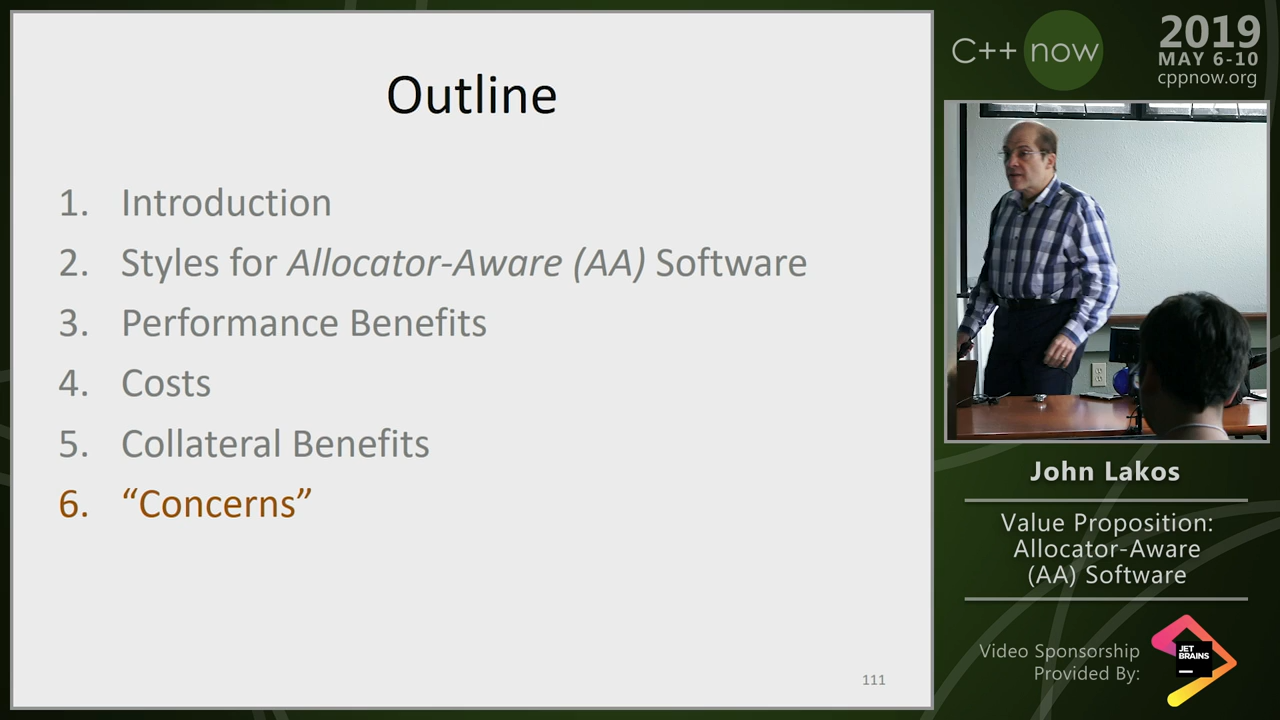 Outline
1. Introduction
2. Styles for Allocator-Aware (AA) Software
3. Performance Benefits
4. Costs
5. Collateral Benefits
6. “Concerns”
111
C++ now
2019
MAY 6-10
cppnow.org
John Lakos
Value Proposition:
Allocator-Aware
(AA) Software
Video Sponsorship
Provided By:
JET
BRAINS